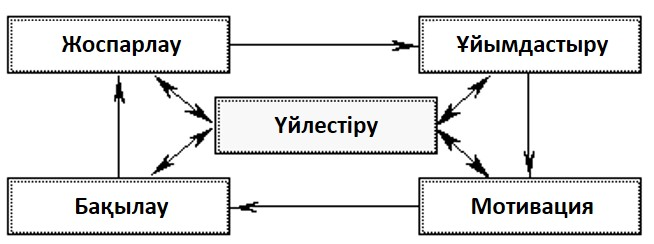 Жоспарлау
Ұйымдастыру
Үйлестіру
Бақылау
Мотивация